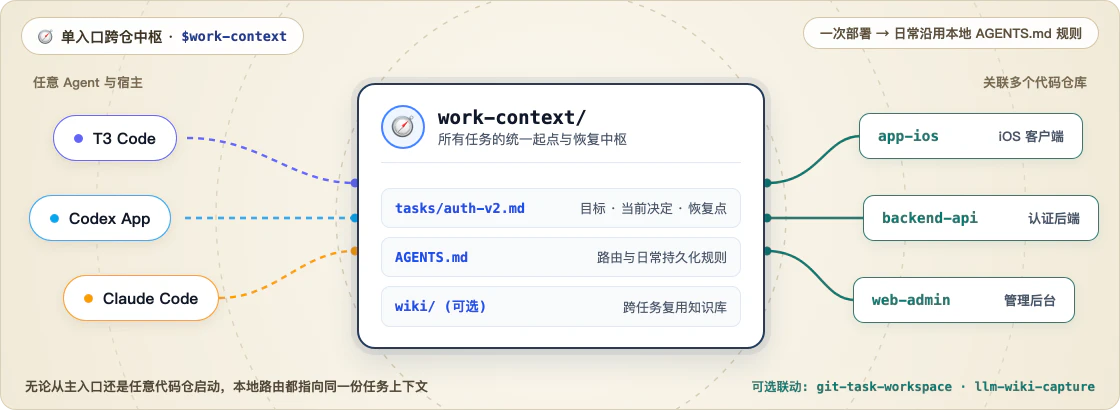 单入口跨仓中枢 · $work-context
一次部署 → 日常沿用本地 AGENTS.md 规则
任意 Agent 与宿主
关联多个代码仓库
T3 Code
Codex App
Claude Code
work-context/
所有任务的统一起点与恢复中枢
tasks/auth-v2.md 目标 · 当前决定 · 恢复点
AGENTS.md 路由与日常持久化规则
wiki/ (可选) 跨任务复用知识库
app-ios iOS 客户端
backend-api 认证后端
web-admin 管理后台
无论从主入口还是任意代码仓启动，本地路由都指向同一份任务上下文
可选联动: git-task-workspace · llm-wiki-capture